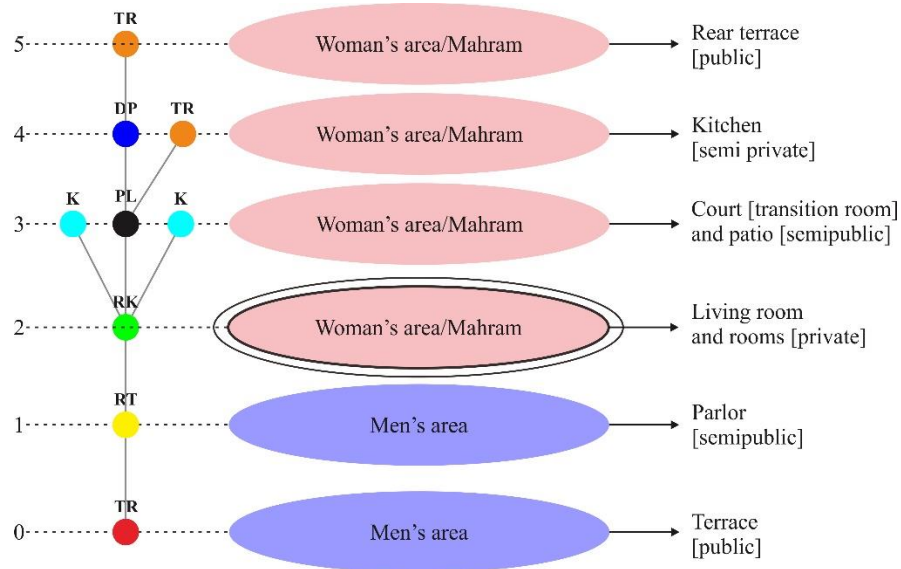 TR
5 Woman's area/Mahram Rear terrace
[public]
DP TR
4 Woman's area/Mahram Kitchen
[semi private]
K PL K
3 Woman's area/Mahram Court [transition room]
and patio [semipublic]
RK
2 Woman's area/Mahram Living room
and rooms [private]
RT
1 Men's area Parlor
[semipublic]
TR
0 Men's area Terrace
[public]